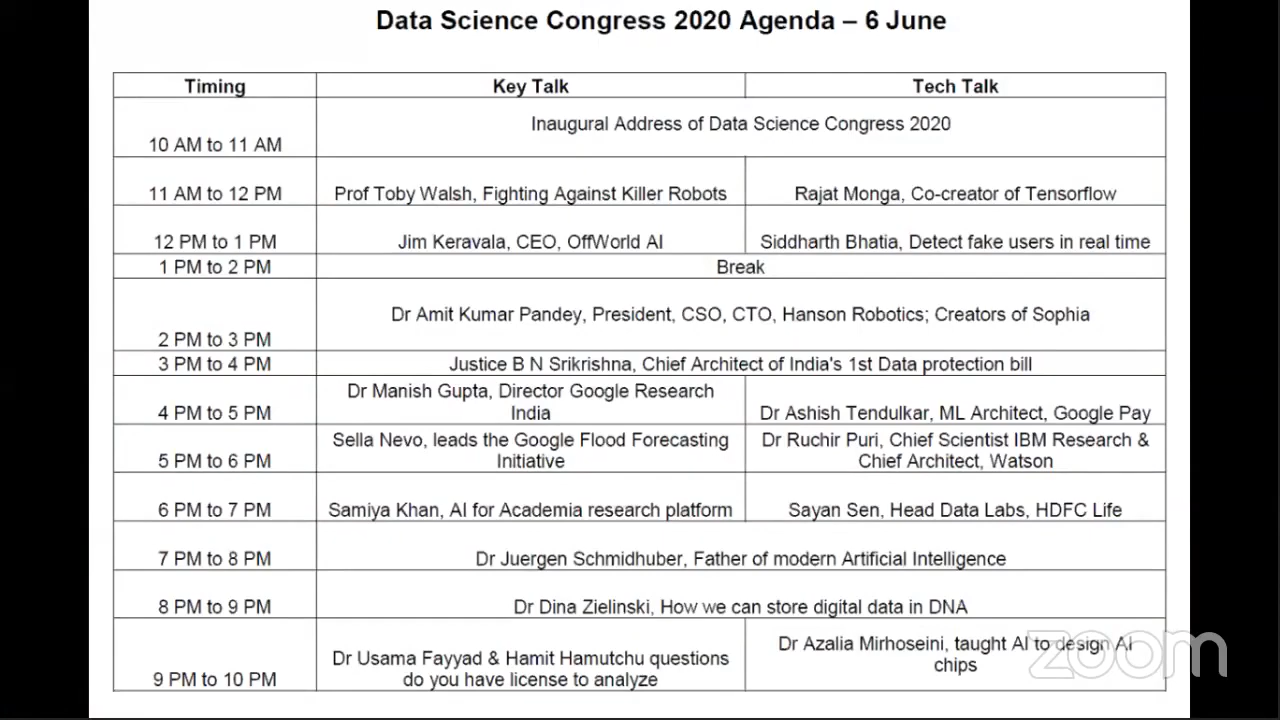 Data Science Congress 2020 Agenda – 6 June
Timing Key Talk Tech Talk
Inaugural Address of Data Science Congress 2020
10 AM to 11 AM
11 AM to 12 PM Prof Toby Walsh, Fighting Against Killer Robots Rajat Monga, Co-creator of Tensorflow
12 PM to 1 PM Jim Keravala, CEO, OffWorld AI Siddharth Bhatia, Detect fake users in real time
1 PM to 2 PM Break
Dr Amit Kumar Pandey, President, CSO, CTO, Hanson Robotics; Creators of Sophia
2 PM to 3 PM
3 PM to 4 PM Justice B N Srikrishna, Chief Architect of India's 1st Data protection bill
Dr Manish Gupta, Director Google Research
4 PM to 5 PM India Dr Ashish Tendulkar, ML Architect, Google Pay
Sella Nevo, leads the Google Flood Forecasting Dr Ruchir Puri, Chief Scientist IBM Research &
5 PM to 6 PM Initiative Chief Architect, Watson
6 PM to 7 PM Samiya Khan, AI for Academia research platform Sayan Sen, Head Data Labs, HDFC Life
7 PM to 8 PM Dr Juergen Schmidhuber, Father of modern Artificial Intelligence
8 PM to 9 PM Dr Dina Zielinski, How we can store digital data in DNA
Dr Usama Fayyad & Hamit Hamutchu questions Dr Azalia Mirhoseini, taught AI to design AI
9 PM to 10 PM do you have license to analyze chips
zoom